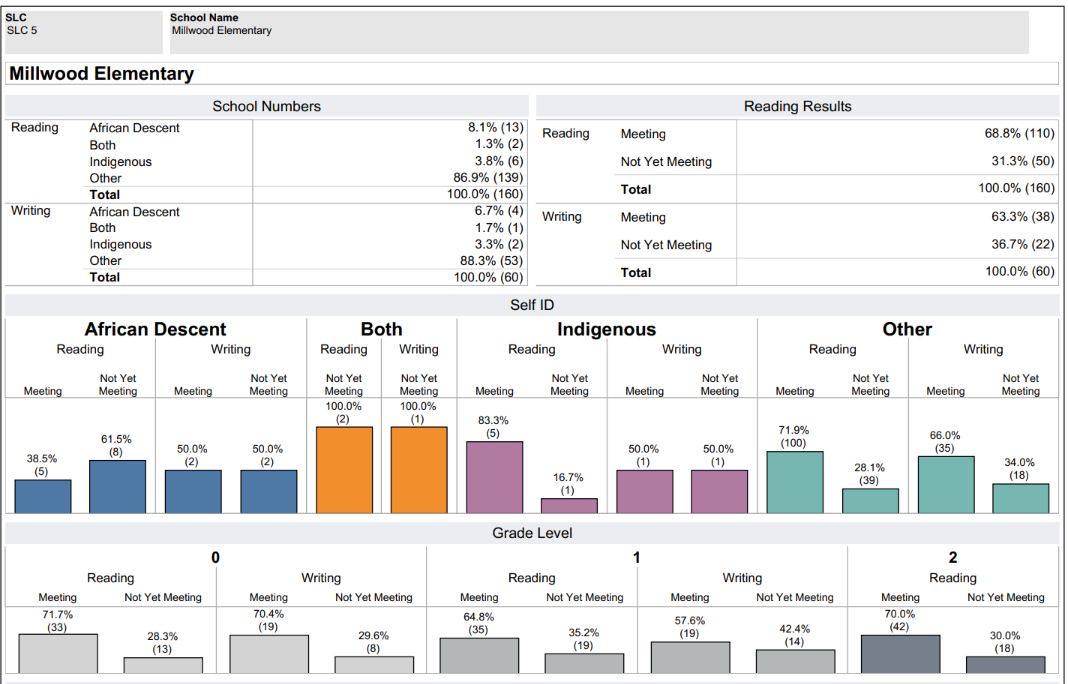 SLC
SLC 5
School Name
Millwood Elementary
Millwood Elementary
School Numbers
Reading African Descent 8.1% (13)
Both 1.3% (2)
Indigenous 3.8% (6)
Other 86.9% (139)
Total 100.0% (160)
Writing African Descent 6.7% (4)
Both 1.7% (1)
Indigenous 3.3% (2)
Other 88.3% (53)
Total 100.0% (60)
Reading Results
Reading Meeting 68.8% (110)
Not Yet Meeting 31.3% (50)
Total 100.0% (160)
Writing Meeting 63.3% (38)
Not Yet Meeting 36.7% (22)
Total 100.0% (60)
Self ID
African Descent Both Indigenous Other
Reading Writing Reading Writing Reading Writing Reading Writing
Meeting Not Yet Meeting Meeting Not Yet Meeting Not Yet Meeting Not Yet Meeting Meeting Not Yet Meeting Meeting Not Yet Meeting Meeting Not Yet Meeting Meeting Not Yet Meeting
38.5% (5) 61.5% (8) 50.0% (2) 50.0% (2) 100.0% (2) 100.0% (1) 83.3% (5) 16.7% (1) 50.0% (1) 50.0% (1) 71.9% (100) 28.1% (39) 66.0% (35) 34.0% (18)
Grade Level
0 1 2
Reading Writing Reading Writing Reading
Meeting Not Yet Meeting Meeting Not Yet Meeting Meeting Not Yet Meeting Meeting Not Yet Meeting Meeting Not Yet Meeting
71.7% (33) 28.3% (13) 70.4% (19) 29.6% (8) 64.8% (35) 35.2% (19) 57.6% (19) 42.4% (14) 70.0% (42) 30.0% (18)